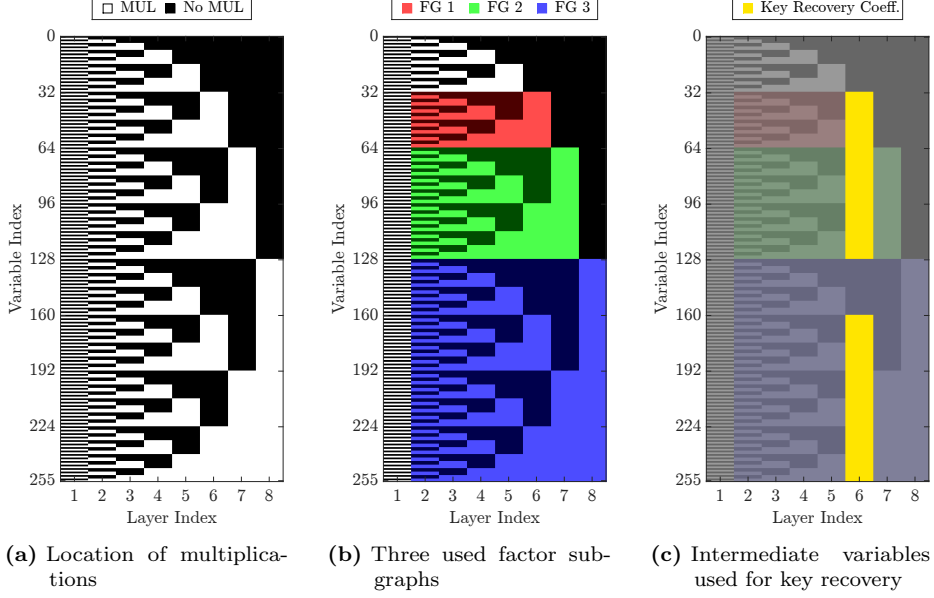 MUL No MUL
FG 1 FG 2 FG 3
Key Recovery Coeff.
0
32
64
96
128
160
192
224
255
Variable Index
1 2 3 4 5 6 7 8
Layer Index
0
32
64
96
128
160
192
224
255
Variable Index
1 2 3 4 5 6 7 8
Layer Index
0
32
64
96
128
160
192
224
255
Variable Index
1 2 3 4 5 6 7 8
Layer Index
(a) Location of multiplica-
tions
(b) Three used factor sub-
graphs
(c) Intermediate variables
used for key recovery